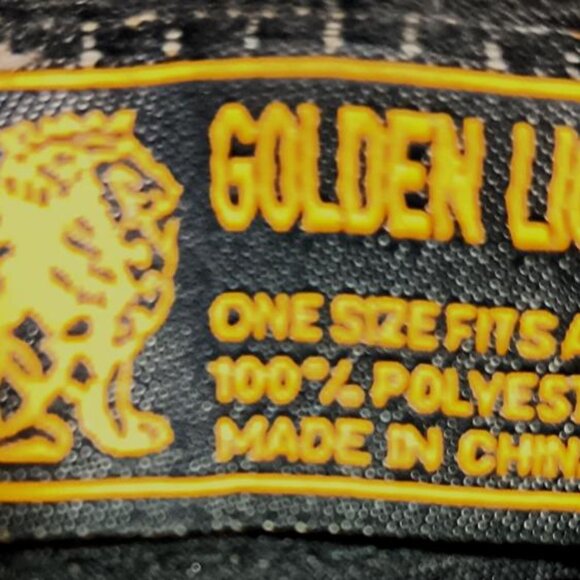 GOLDEN LI
ONE SIZE FITS A
100% POLYEST
MADE IN CHIN